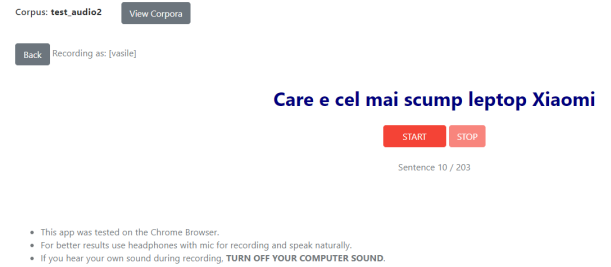 Corpus: test_audio2 View Corpora
Back Recording as: [vasile]
Care e cel mai scump leptop Xiaomi
START STOP
Sentence 10 / 203
This app was tested on the Chrome Browser.
For better results use headphones with mic for recording and speak naturally.
If you hear your own sound during recording, TURN OFF YOUR COMPUTER SOUND.